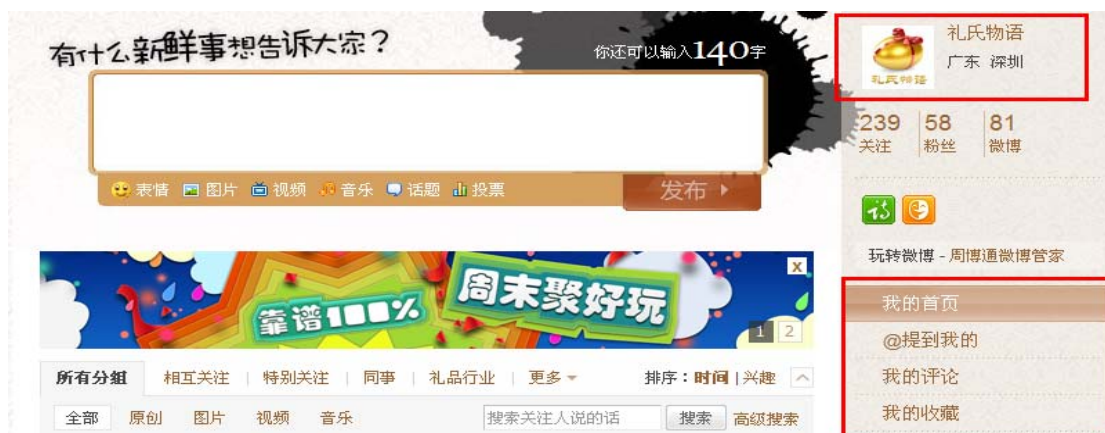 有什么新鲜事想告诉大家？
你还可以输入140字
表情 图片 视频 音乐 话题 投票
发布
靠谱100%
周末聚好玩
x
1 2
所有分组 相互关注 | 特别关注 | 同事 | 礼品行业 | 更多
排序：时间 | 兴趣
全部 原创 图片 视频 音乐
搜索关注人说的话 搜索 高级搜索
礼氏物语
广东 深圳
礼氏物语
239 58 81
关注 粉丝 微博
玩转微博 - 周博通微博管家
我的首页
@提到我的
我的评论
我的收藏